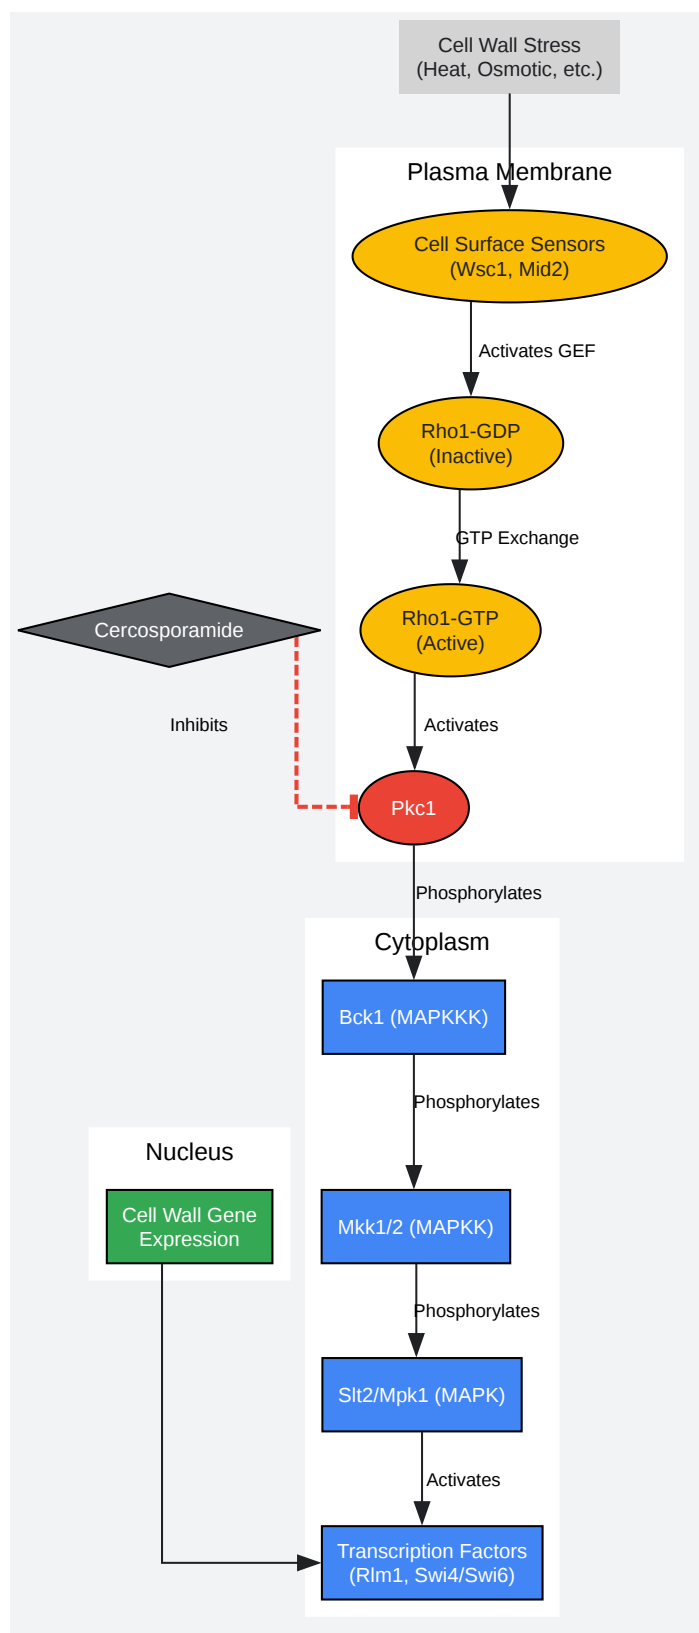 Cell Wall Stress
(Heat, Osmotic, etc.)
Plasma Membrane
Cell Surface Sensors
(Wsc1, Mid2)
Activates GEF
Rho1-GDP
(Inactive)
GTP Exchange
Cercosporamide
Rho1-GTP
(Active)
Inhibits
Activates
Pkc1
Phosphorylates
Cytoplasm
Bck1 (MAPKKK)
Phosphorylates
Nucleus
Cell Wall Gene
Expression
Mkk1/2 (MAPKK)
Phosphorylates
Slt2/Mpk1 (MAPK)
Activates
Transcription Factors
(Rlm1, Swi4/Swi6)